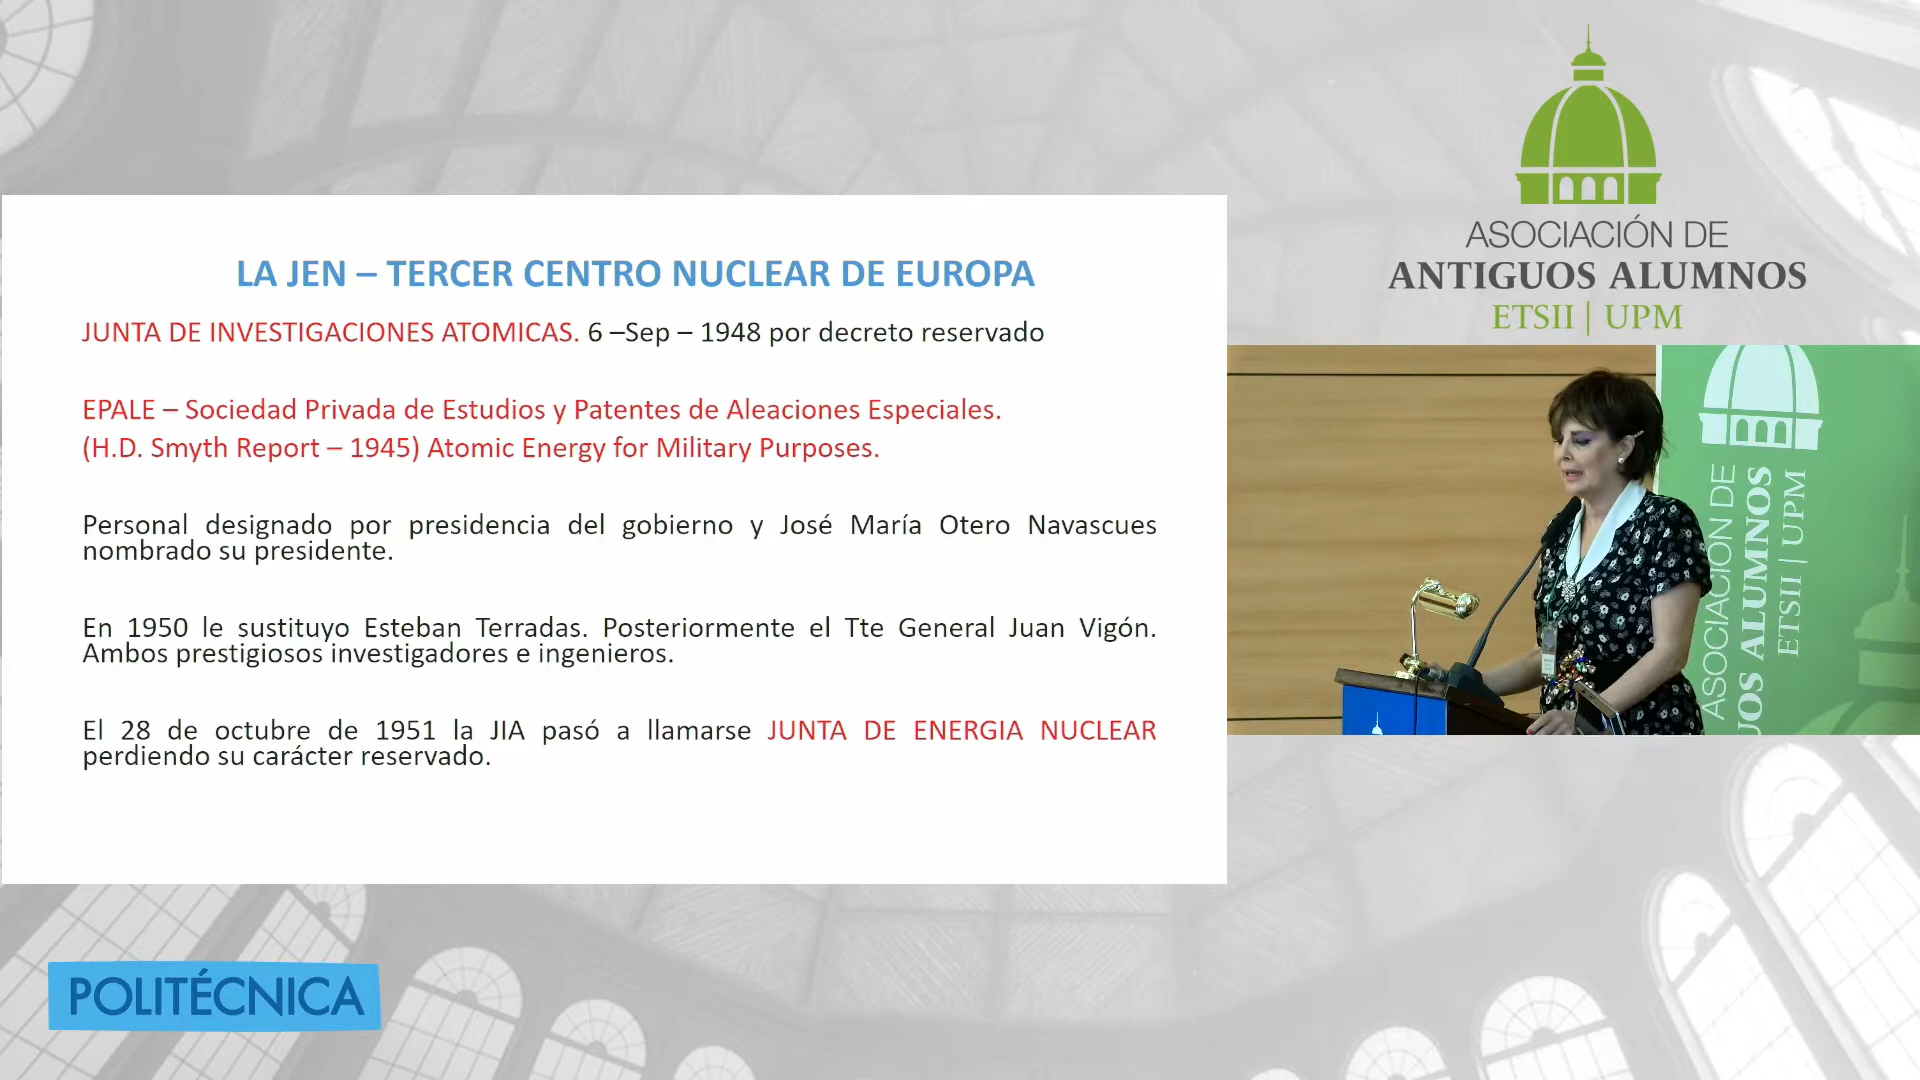 LA JEN – TERCER CENTRO NUCLEAR DE EUROPA
JUNTA DE INVESTIGACIONES ATOMICAS. 6 –Sep – 1948 por decreto reservado
EPALE – Sociedad Privada de Estudios y Patentes de Aleaciones Especiales.
(H.D. Smyth Report – 1945) Atomic Energy for Military Purposes.
Personal designado por presidencia del gobierno y José María Otero Navascues
nombrado su presidente.
En 1950 le sustituyo Esteban Terradas. Posteriormente el Tte General Juan Vigón.
Ambos prestigiosos investigadores e ingenieros.
El 28 de octubre de 1951 la JIA pasó a llamarse JUNTA DE ENERGIA NUCLEAR
perdiendo su carácter reservado.
ASOCIACIÓN DE
ANTIGUOS ALUMNOS
ETSII | UPM
ASOCIACIÓN DE
UOS ALUMNOS
ETSII | UPM
POLITÉCNICA